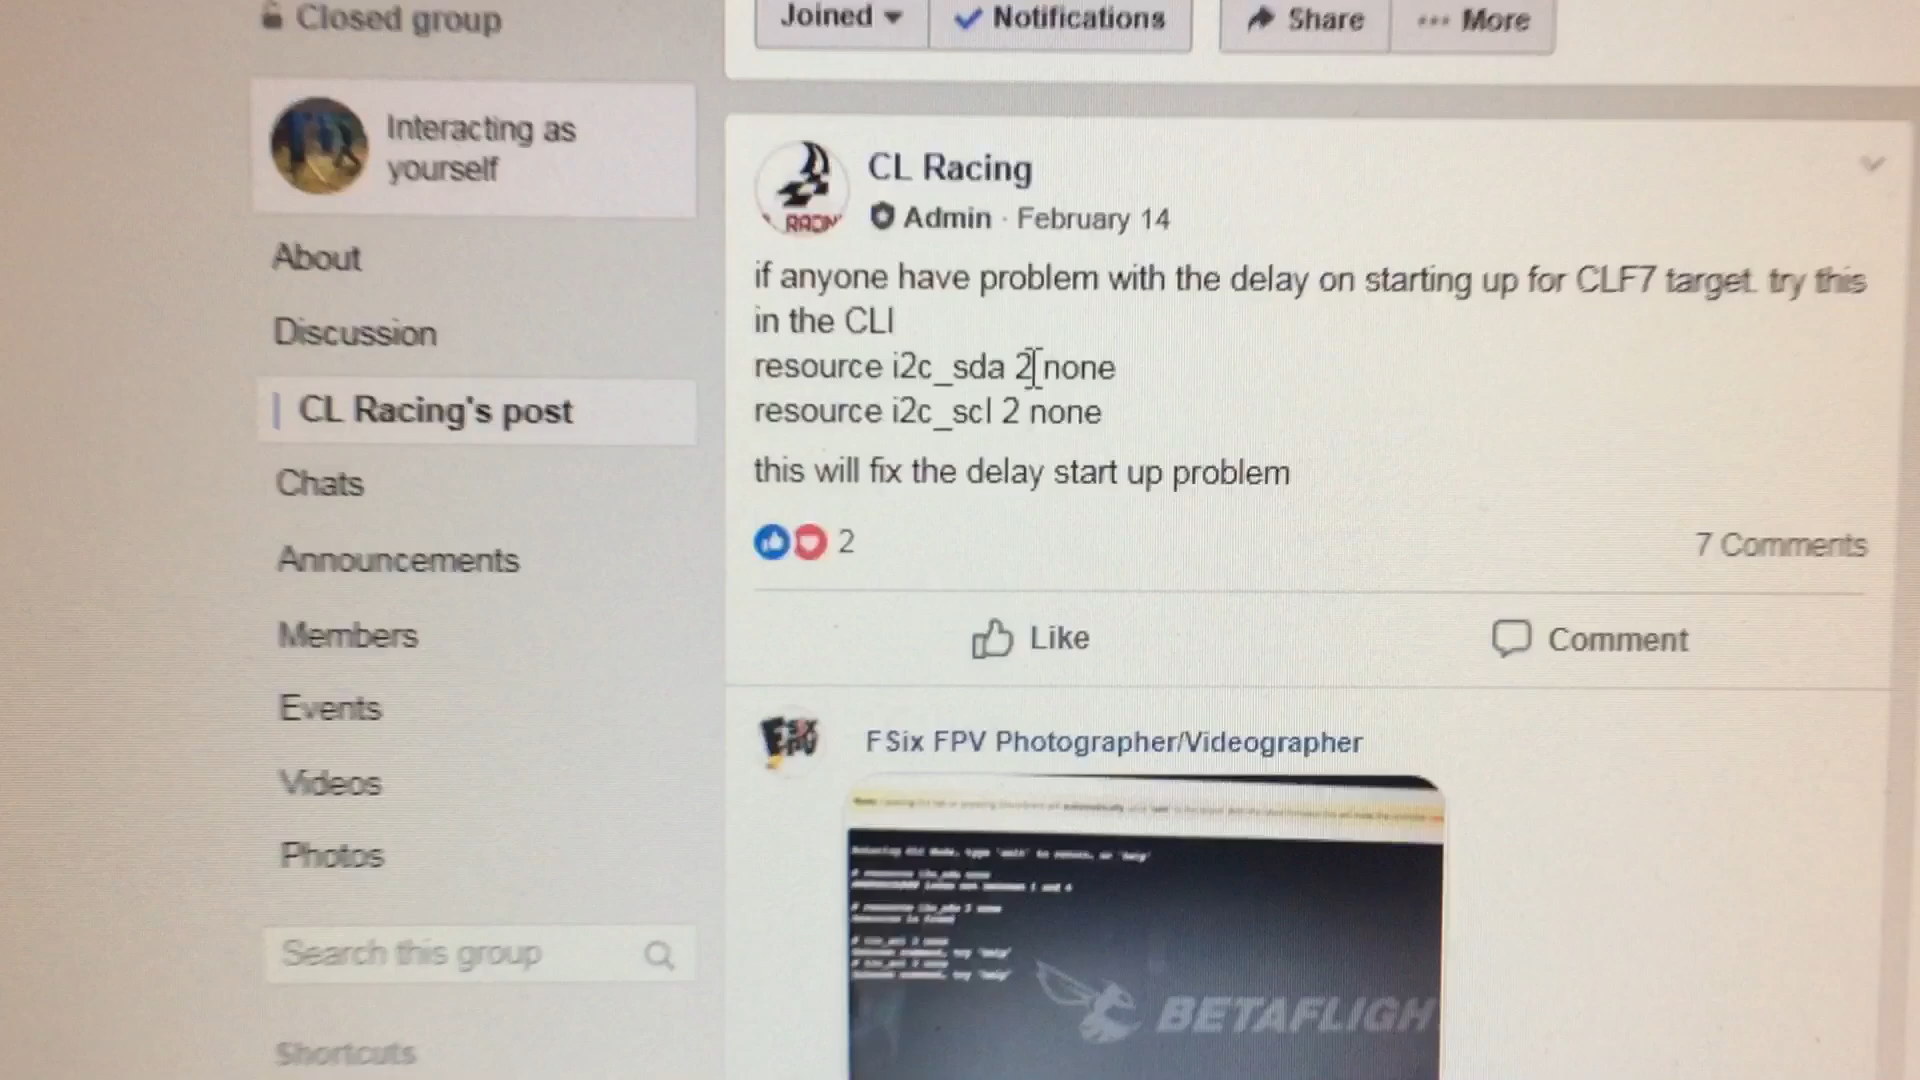 Closed group
Joined
Notifications
Share
More
Interacting as
yourself
CL Racing
Admin · February 14
if anyone have problem with the delay on starting up for CLF7 target. try this
in the CLI
resource i2c_sda 2 none
resource i2c_scl 2 none
this will fix the delay start up problem
2
7 Comments
Like
Comment
About
Discussion
CL Racing's post
Chats
Announcements
Members
Events
Videos
Photos
Search this group
Shortcuts
FSix FPV Photographer/Videographer
BETAFLIGH